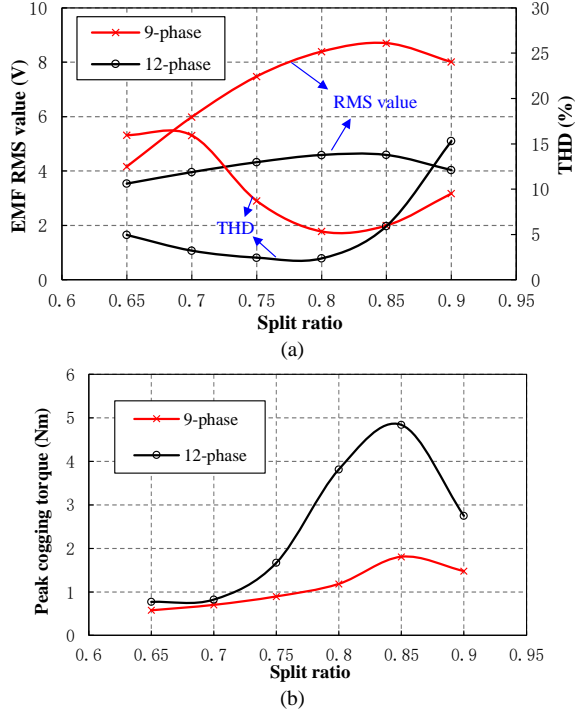 10
8
6
4
2
0
EMF RMS value (V)
9-phase
12-phase
RMS value
THD
30
25
20
15
10
5
0
THD (%)
0.6 0.65 0.7 0.75 0.8 0.85 0.9 0.95
Split ratio
(a)
6
5
4
3
2
1
0
Peak cogging torque (Nm)
9-phase
12-phase
0.6 0.65 0.7 0.75 0.8 0.85 0.9 0.95
Split ratio
(b)